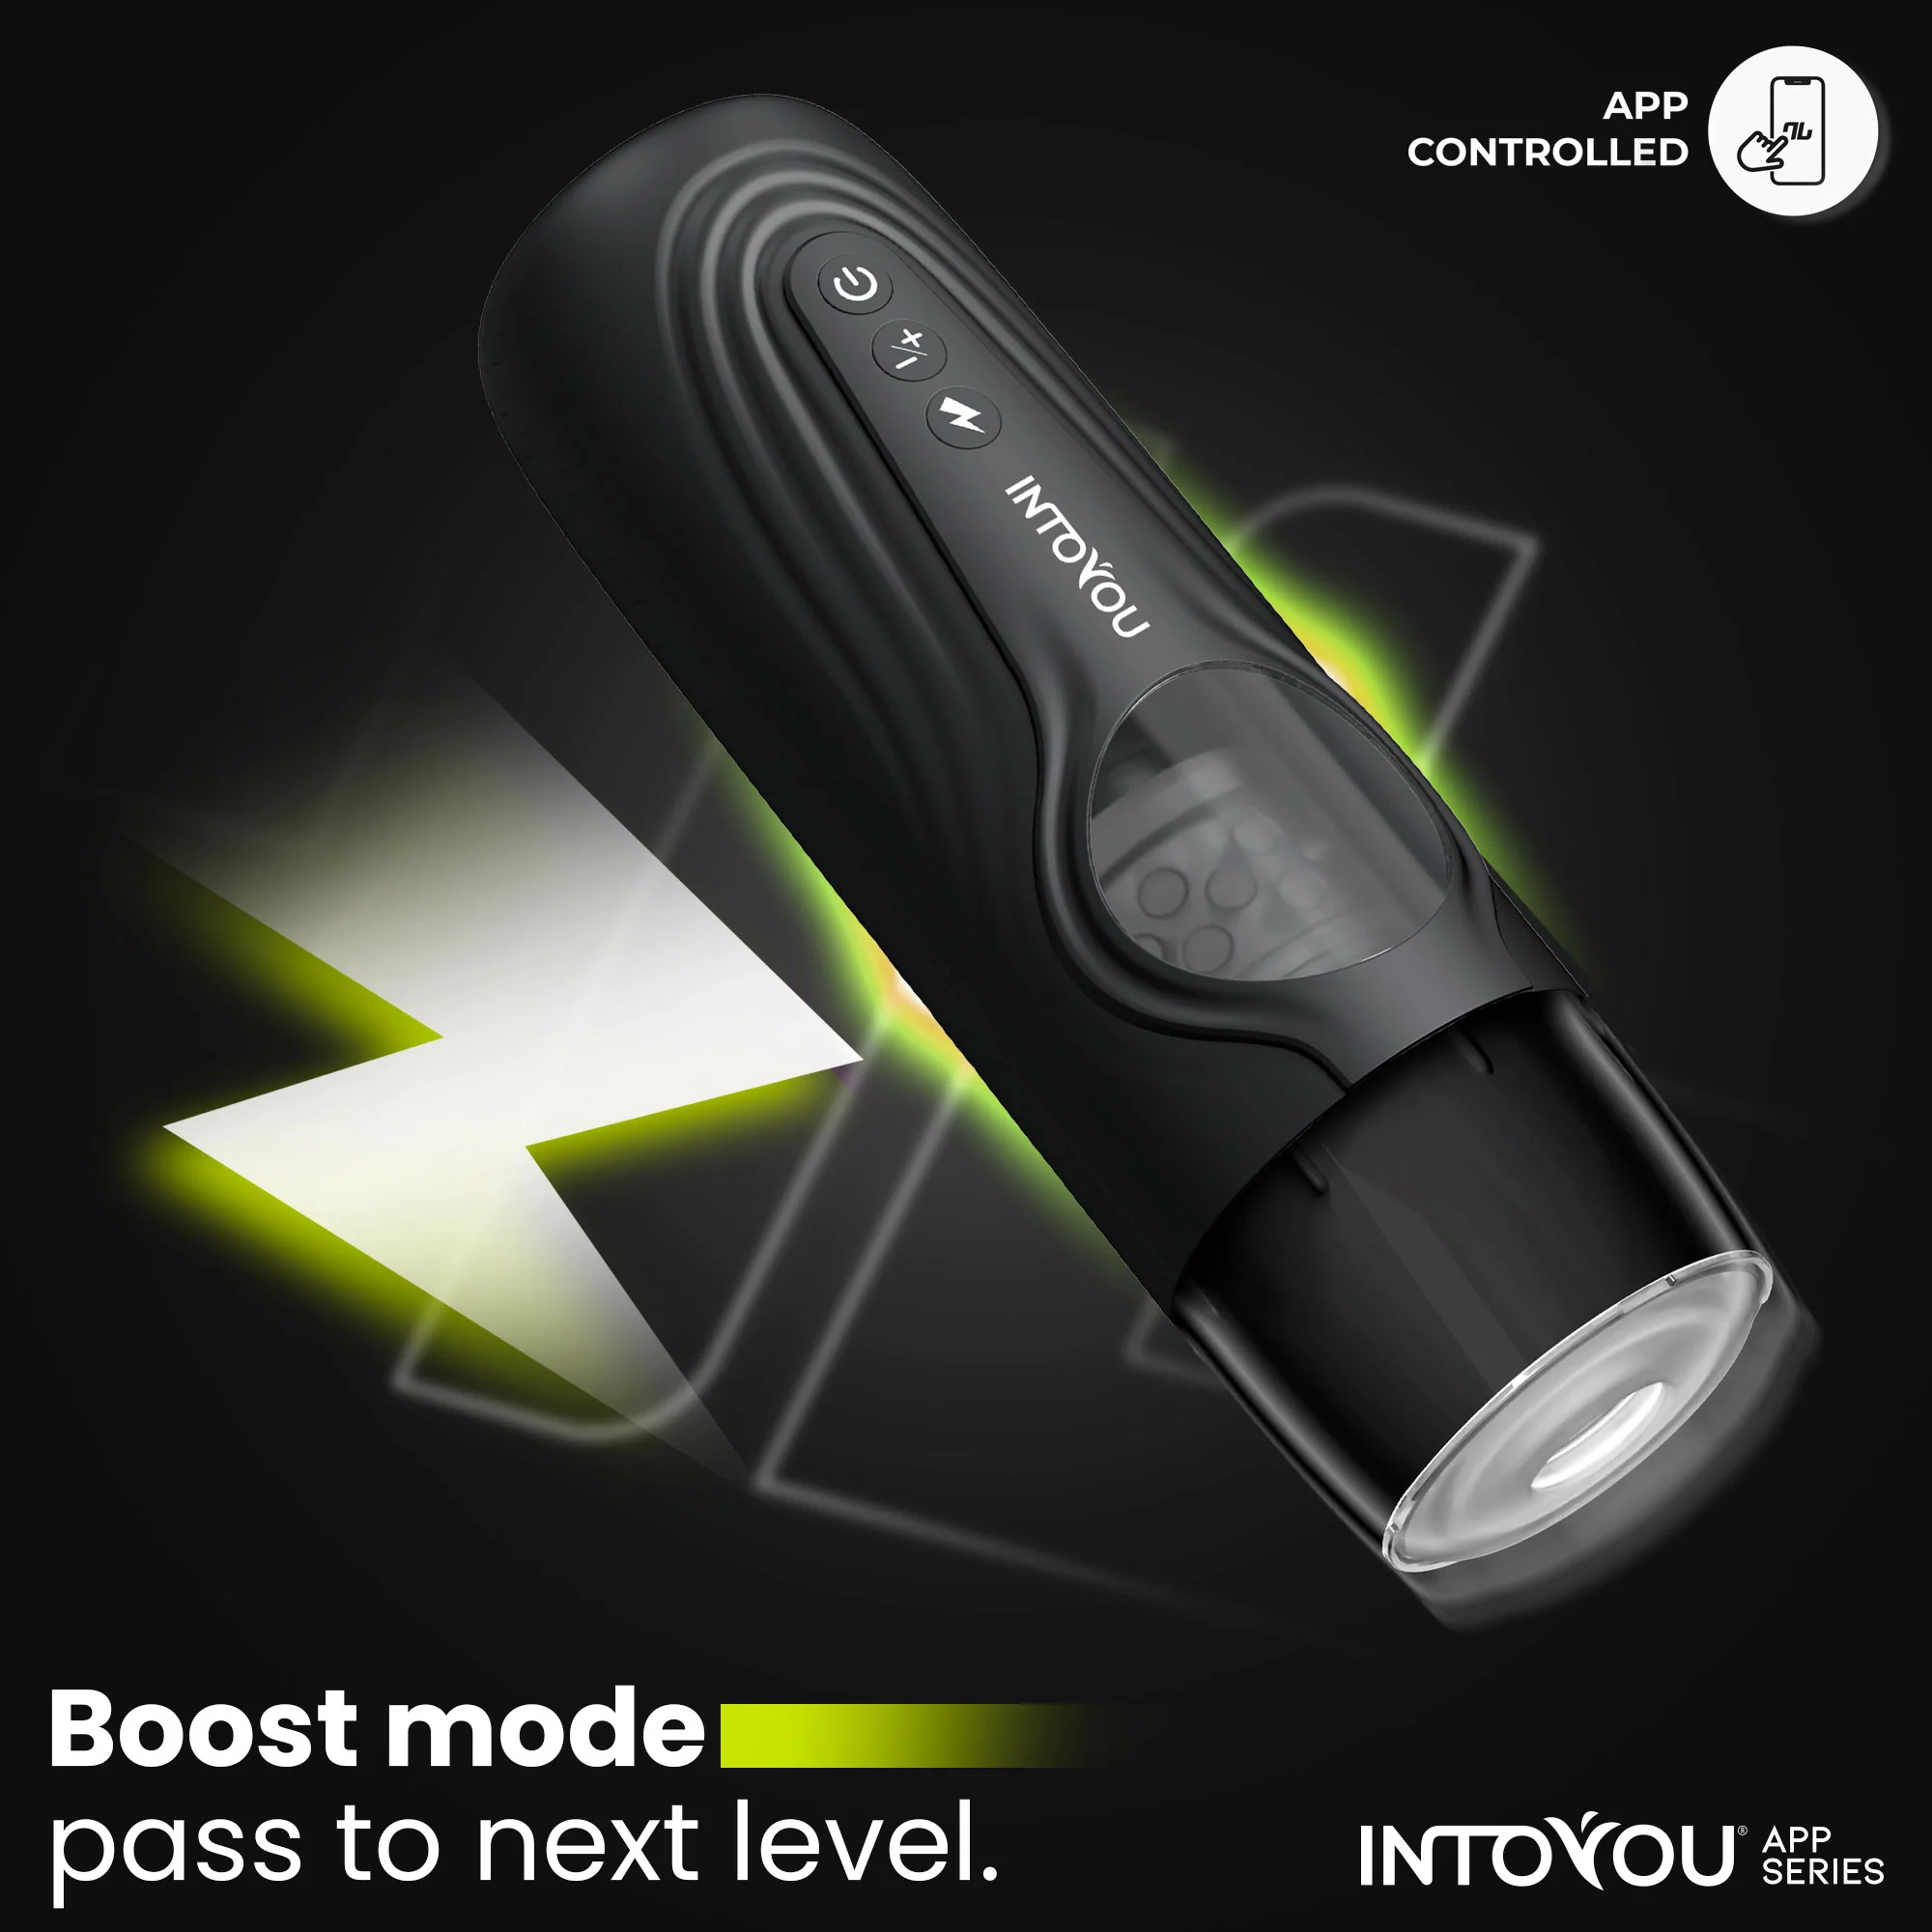 APP
CONTROLLED
INTOYOU
Boost mode
pass to next level.
INTOYOU® APP
SERIES